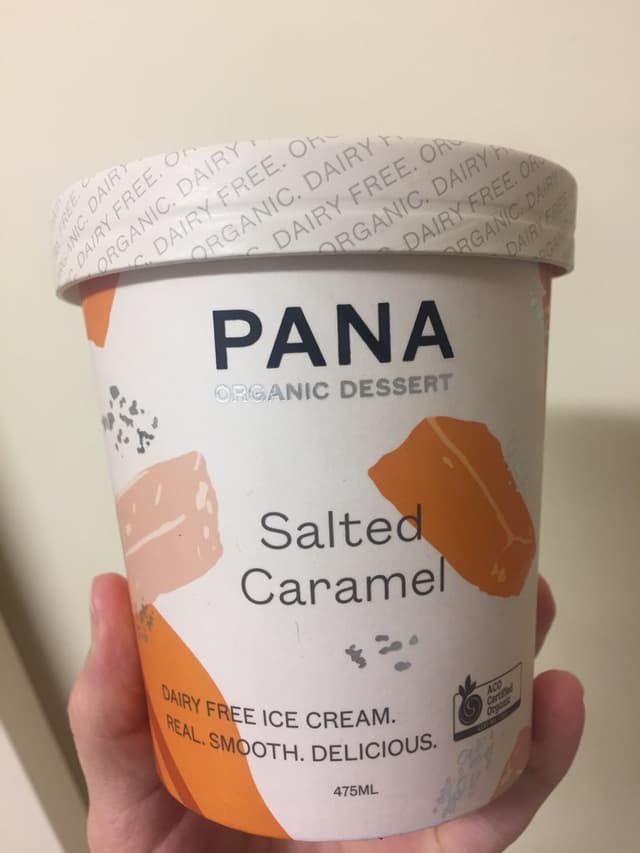 FREE. ORGANIC. DAIRY FREE. ORGANIC. DAIRY FREE. ORGANIC. DAIRY FREE.
PANA
ORGANIC DESSERT
Salted
Caramel
DAIRY FREE ICE CREAM.
REAL. SMOOTH. DELICIOUS.
ACO
Certified
Organic
475ML